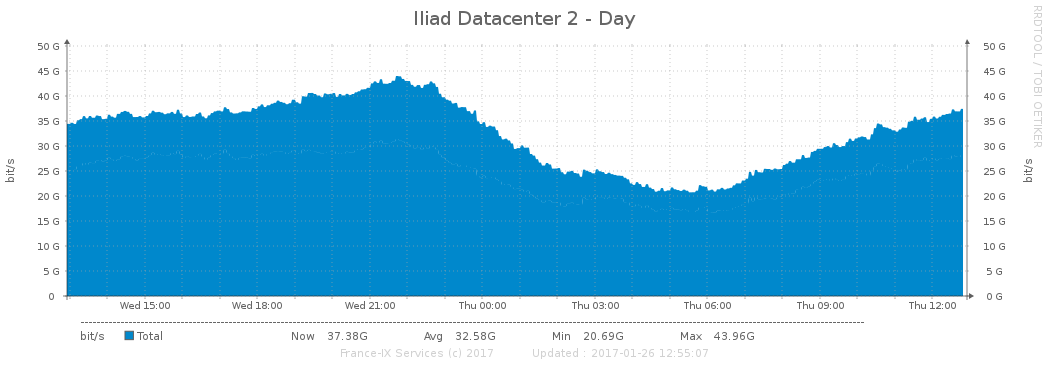 Iliad Datacenter 2 - Day
RRDTOOL / TOBI OETIKER
50 G 50 G
45 G 45 G
40 G 40 G
35 G 35 G
30 G 30 G
25 G 25 G
20 G 20 G
15 G 15 G
10 G 10 G
5 G 5 G
0 0 G
bit/s bit/s
Wed 15:00 Wed 18:00 Wed 21:00 Thu 00:00 Thu 03:00 Thu 06:00 Thu 09:00 Thu 12:00
bit/s Total Now 37.38G Avg 32.58G Min 20.69G Max 43.96G
France-IX Services (c) 2017 Updated : 2017-01-26 12:55:07